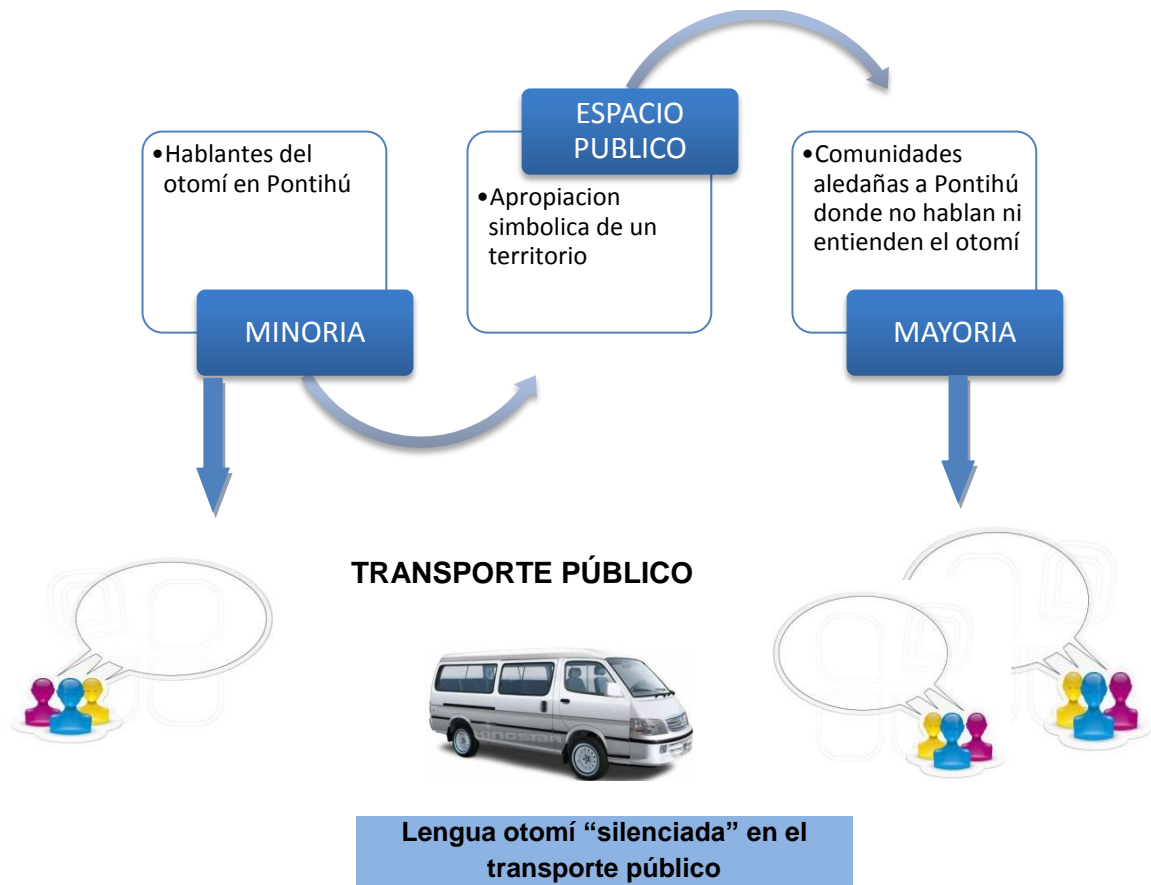 •Hablantes del
otomí en Pontihú
MINORIA
ESPACIO
PUBLICO
•Apropiacion
simbolica de un
territorio
•Comunidades
aledañas a Pontihú
donde no hablan ni
entienden el otomí
MAYORIA
TRANSPORTE PÚBLICO
KINGSTAR
Lengua otomí “silenciada” en el
transporte público